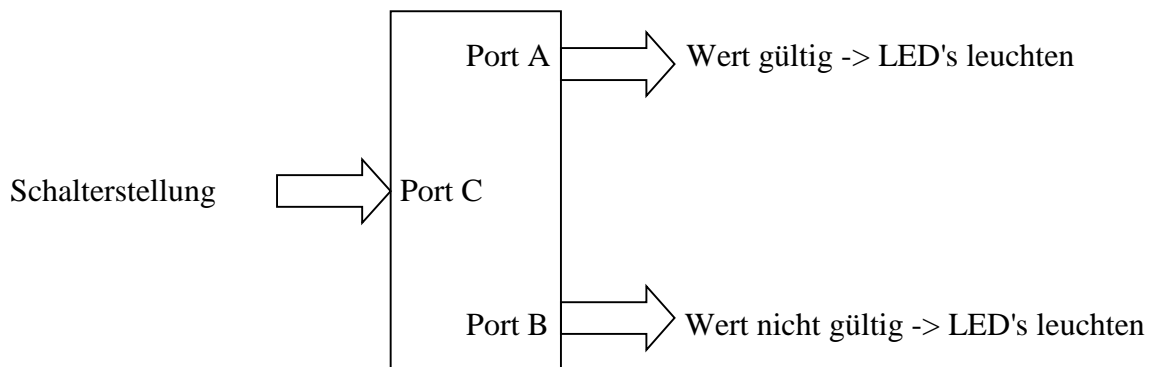 Port A
Wert gültig -> LED's leuchten
Schalterstellung
Port C
Port B
Wert nicht gültig -> LED's leuchten